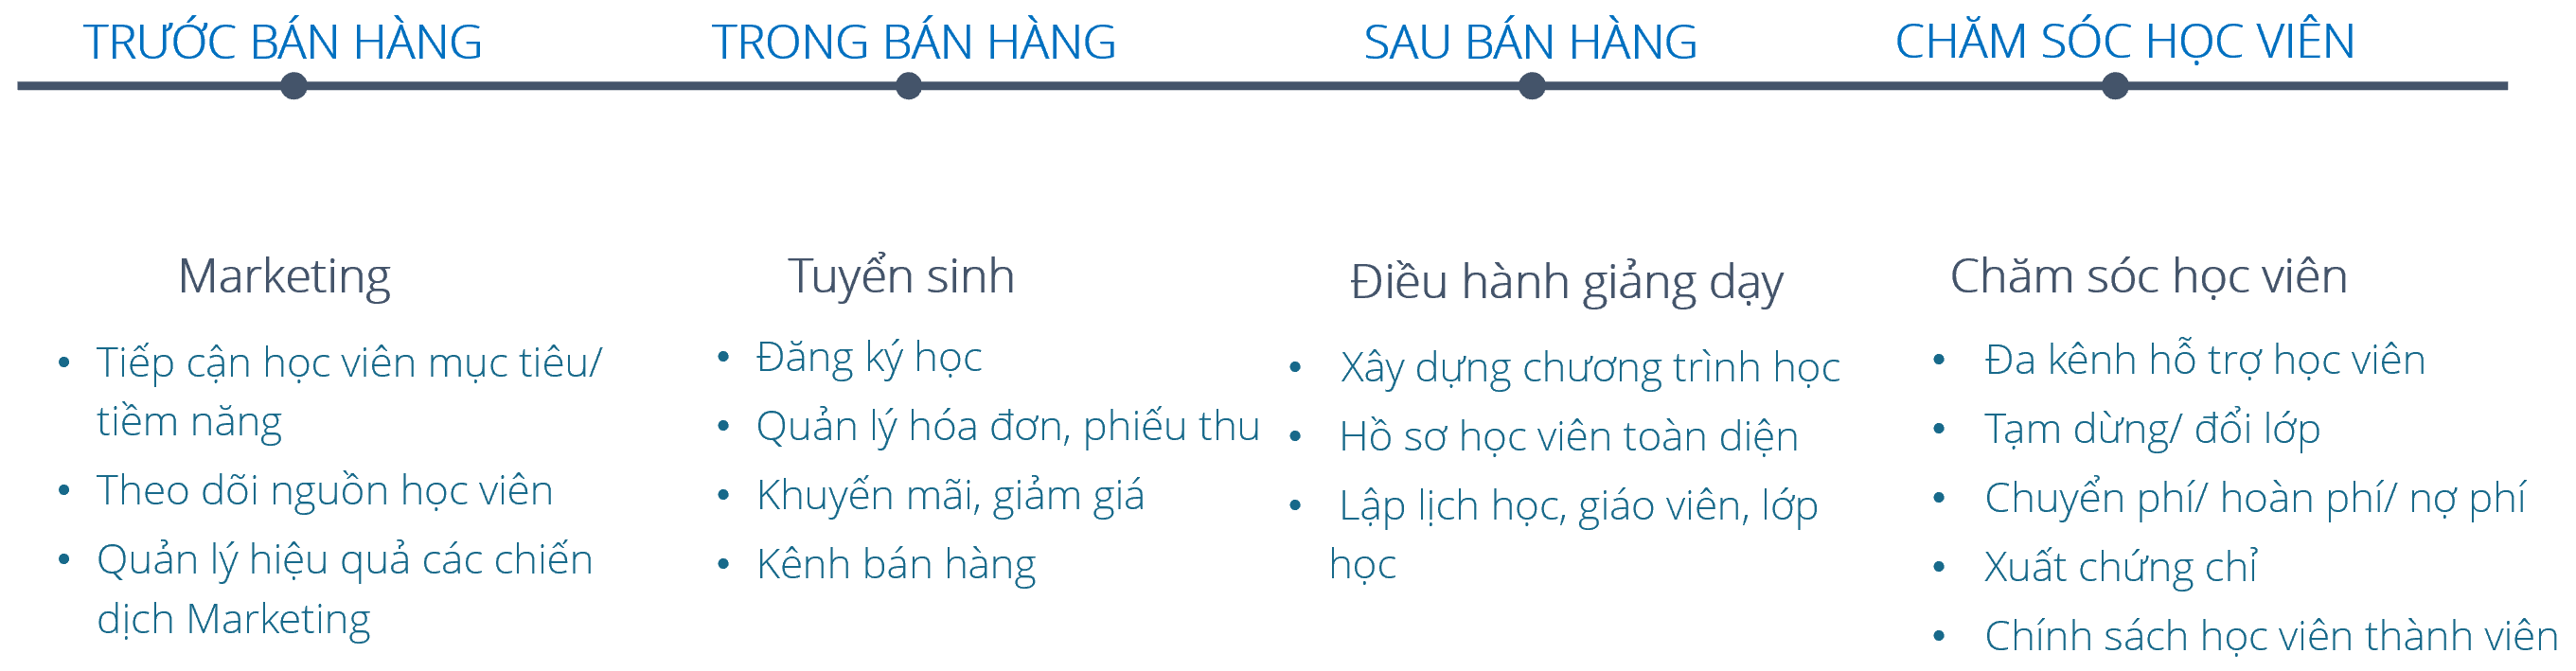 TRƯỚC BÁN HÀNG
TRONG BÁN HÀNG
SAU BÁN HÀNG
CHĂM SÓC HỌC VIÊN
Marketing
• Tiếp cận học viên mục tiêu/
tiềm năng
• Theo dõi nguồn học viên
• Quản lý hiệu quả các chiến
dịch Marketing
Tuyển sinh
• Đăng ký học
• Quản lý hóa đơn, phiếu thu
• Khuyến mãi, giảm giá
• Kênh bán hàng
Điều hành giảng dạy
• Xây dựng chương trình học
• Hồ sơ học viên toàn diện
• Lập lịch học, giáo viên, lớp
học
Chăm sóc học viên
• Đa kênh hỗ trợ học viên
• Tạm dừng/ đổi lớp
• Chuyển phí/ hoàn phí/ nợ phí
• Xuất chứng chỉ
• Chính sách học viên thành viên